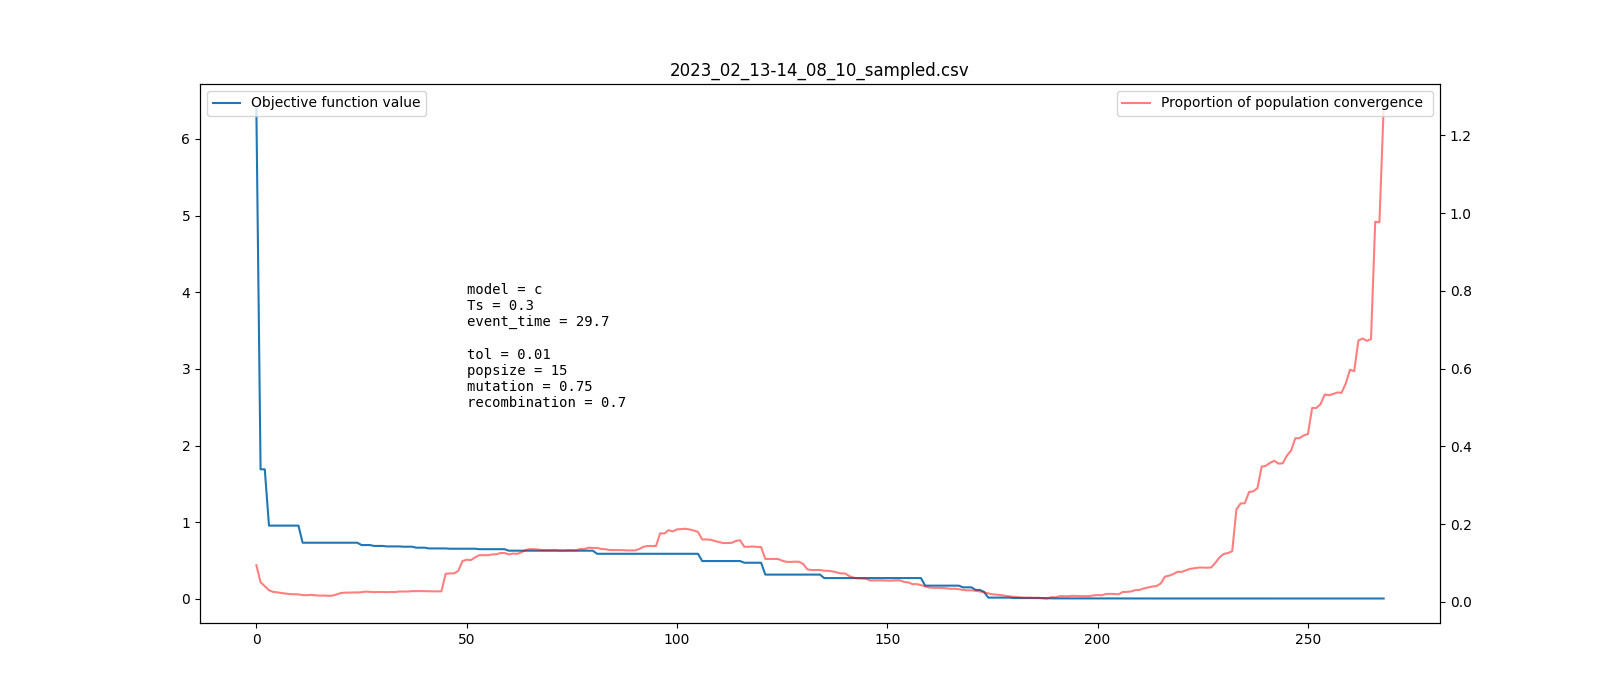 2023_02_13-14_08_10_sampled.csv
Objective function value
Proportion of population convergence
model = c
Ts = 0.3
event_time = 29.7
tol = 0.01
popsize = 15
mutation = 0.75
recombination = 0.7
6
5
4
3
2
1
0
1.2
1.0
0.8
0.6
0.4
0.2
0.0
0 50 100 150 200 250